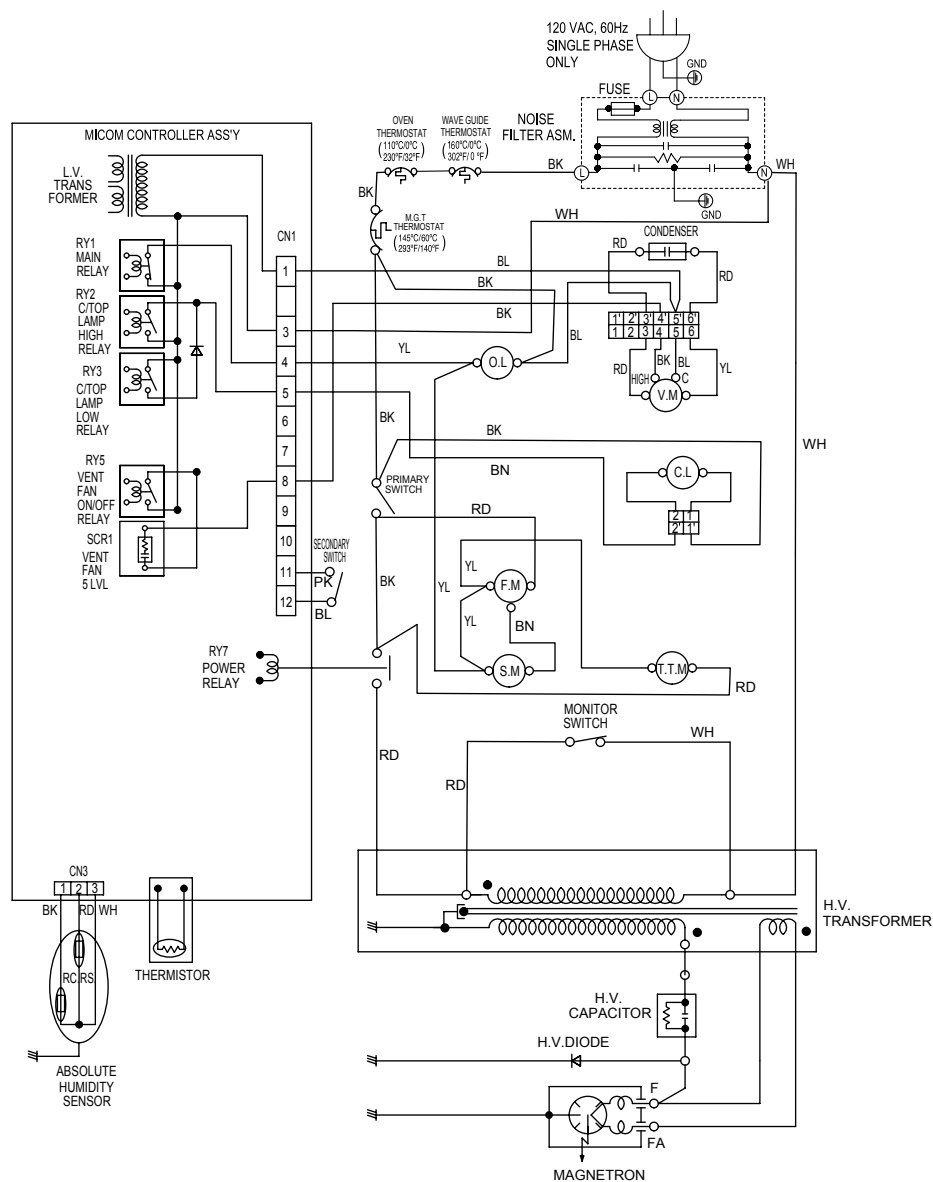 120 VAC, 60Hz
SINGLE PHASE
ONLY
GND
FUSE
L
N
NOISE
FILTER ASM.
L
N
GND
WH
OVEN
THERMOSTAT
(110°C/0°C
230°F/32°F)
WAVE GUIDE
THERMOSTAT
(160°C/0°C
302°F/ 0 °F)
BK
BK
M.G.T
THERMOSTAT
(145°C/60°C
293°F/140°F)
MICOM CONTROLLER ASS'Y
L.V.
TRANS
FORMER
CN1
RY1
MAIN
RELAY
RY2
C/TOP
LAMP
HIGH
RELAY
RY3
C/TOP
LAMP
LOW
RELAY
RY5
VENT
FAN
ON/OFF
RELAY
SCR1
VENT
FAN
5 LVL
1
3
4
5
6
7
8
9
10
11
12
WH
BL
BK
BK
YL
BL
O.L
CONDENSER
RD
RD
1' 2' 3' 4' 5' 6'
1 2 3 4 5 6
RD
HIGH
BK
BL
C
YL
V.M
WH
BK
BK
BN
C.L
2 1
2' 1'
PRIMARY
SWITCH
RD
SECONDARY
SWITCH
PK
BL
BK
YL
YL
F.M
YL
BN
S.M
T.T.M
RD
RY7
POWER
RELAY
MONITOR
SWITCH
RD
RD
WH
H.V.
TRANSFORMER
CN3
1 2 3
BK RD WH
RC RS
THERMISTOR
ABSOLUTE
HUMIDITY
SENSOR
H.V.
CAPACITOR
H.V.DIODE
F
FA
MAGNETRON